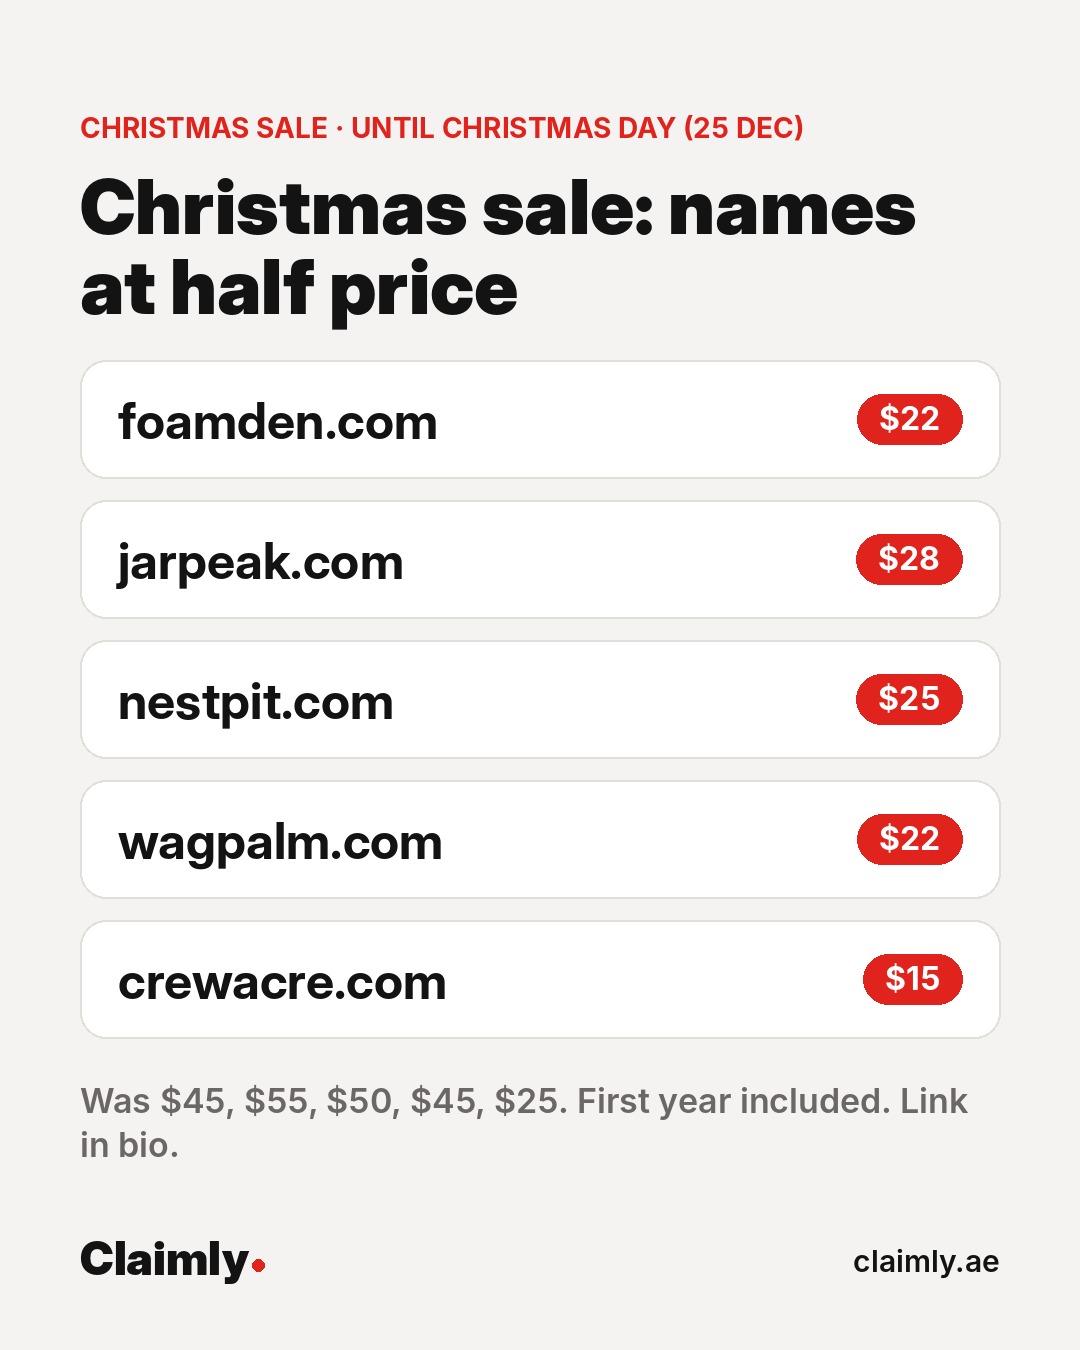 CHRISTMAS SALE · UNTIL CHRISTMAS DAY (25 DEC)
Christmas sale: names
at half price
foamden.com $22
jarpeak.com $28
nestpit.com $25
wagpalm.com $22
crewacre.com $15
Was $45, $55, $50, $45, $25. First year included. Link
in bio.
Claimly. claimly.ae